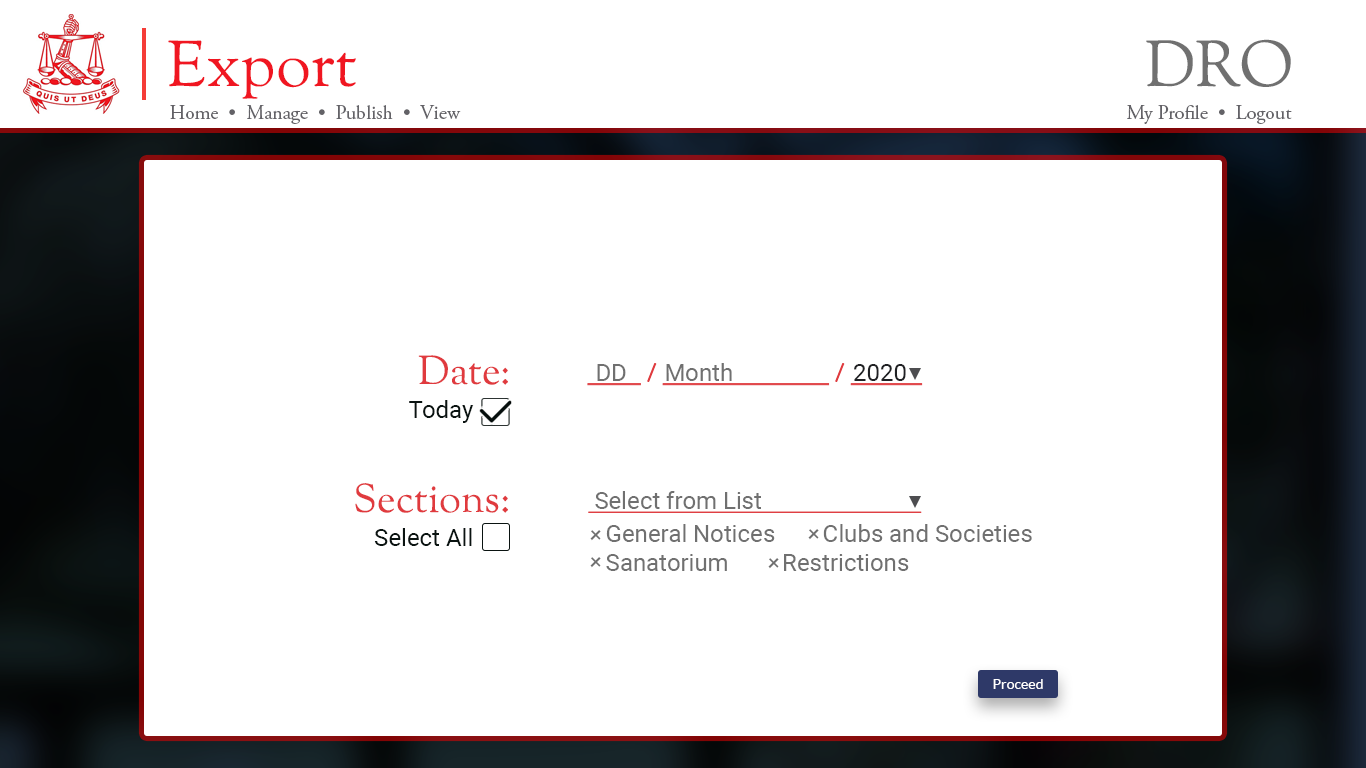 QUIS UT DEUS
Export
DRO
Home • Manage • Publish • View
My Profile • Logout
Date:
DD / Month / 2020▾
Today
Sections:
Select from List ▾
Select All
×General Notices ×Clubs and Societies
×Sanatorium ×Restrictions
Proceed